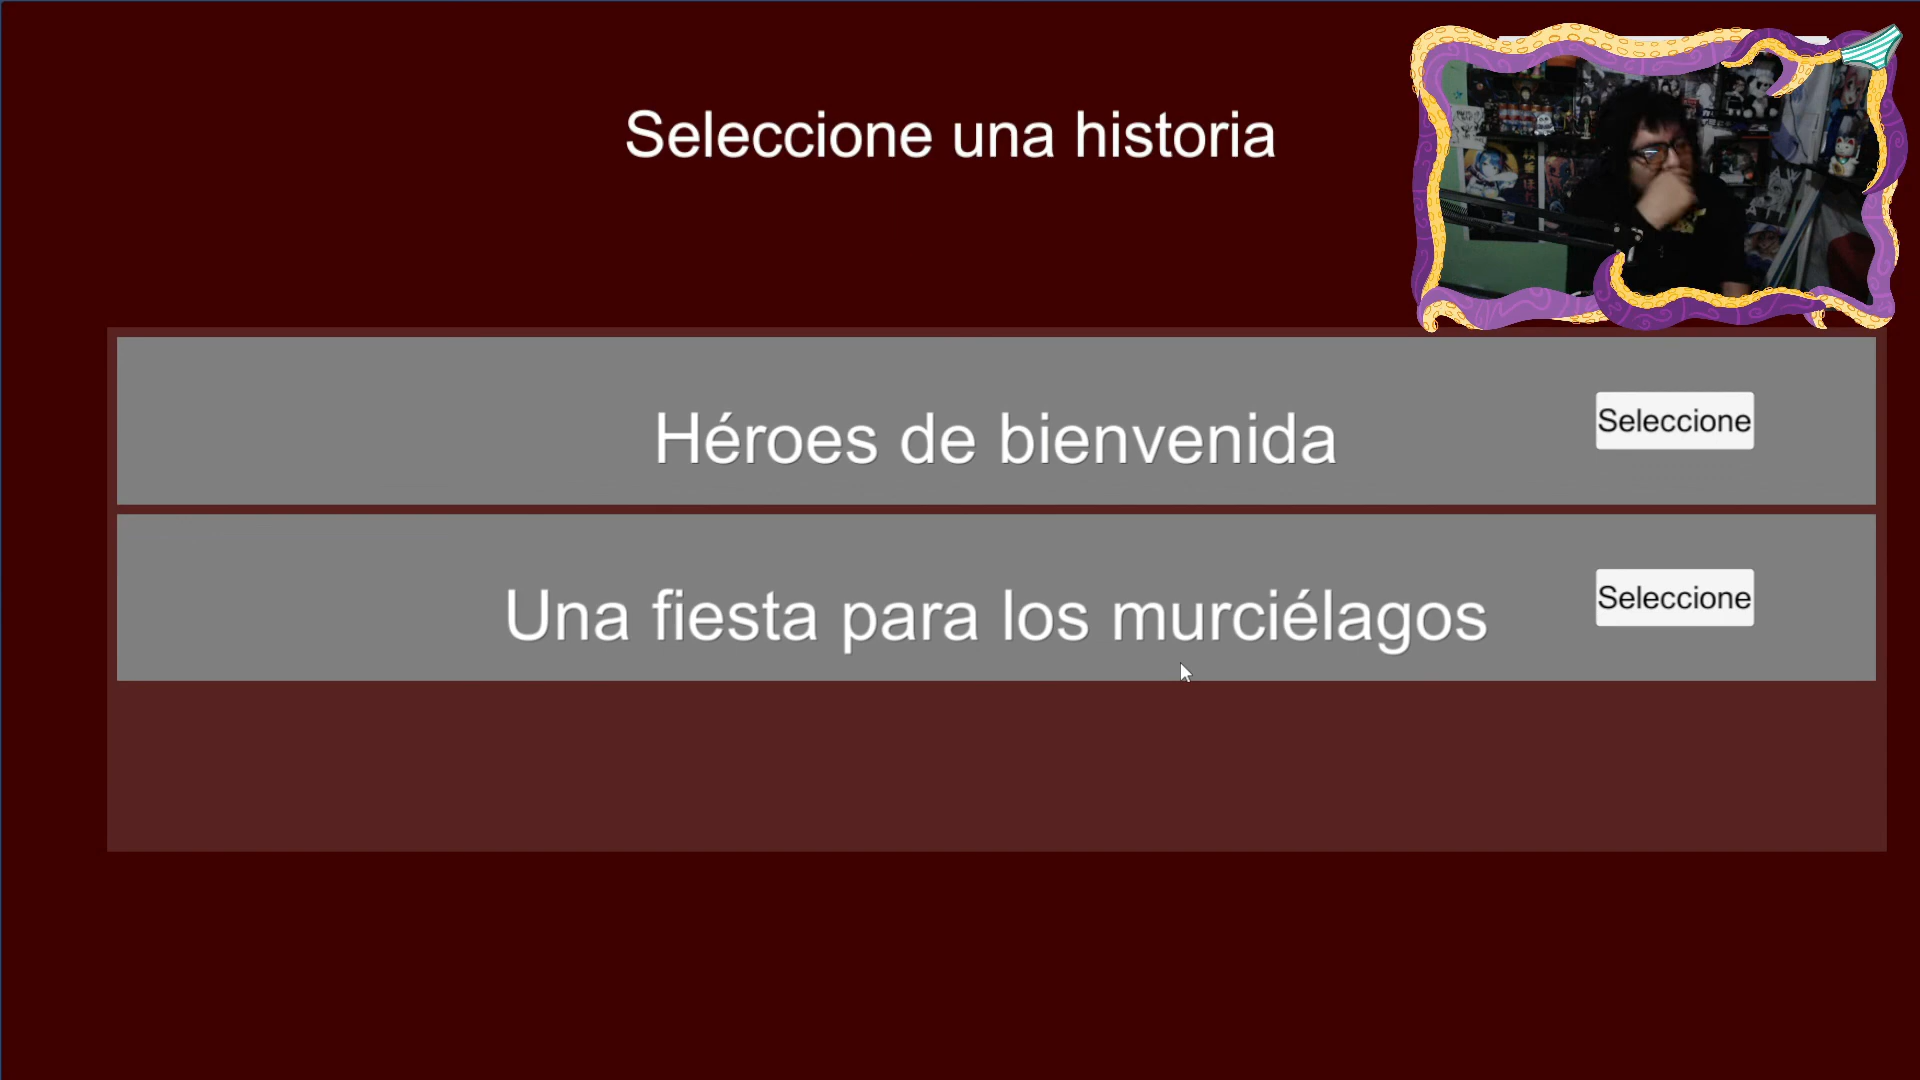 Seleccione una historia
Héroes de bienvenida
Seleccione
Una fiesta para los murciélagos
Seleccione